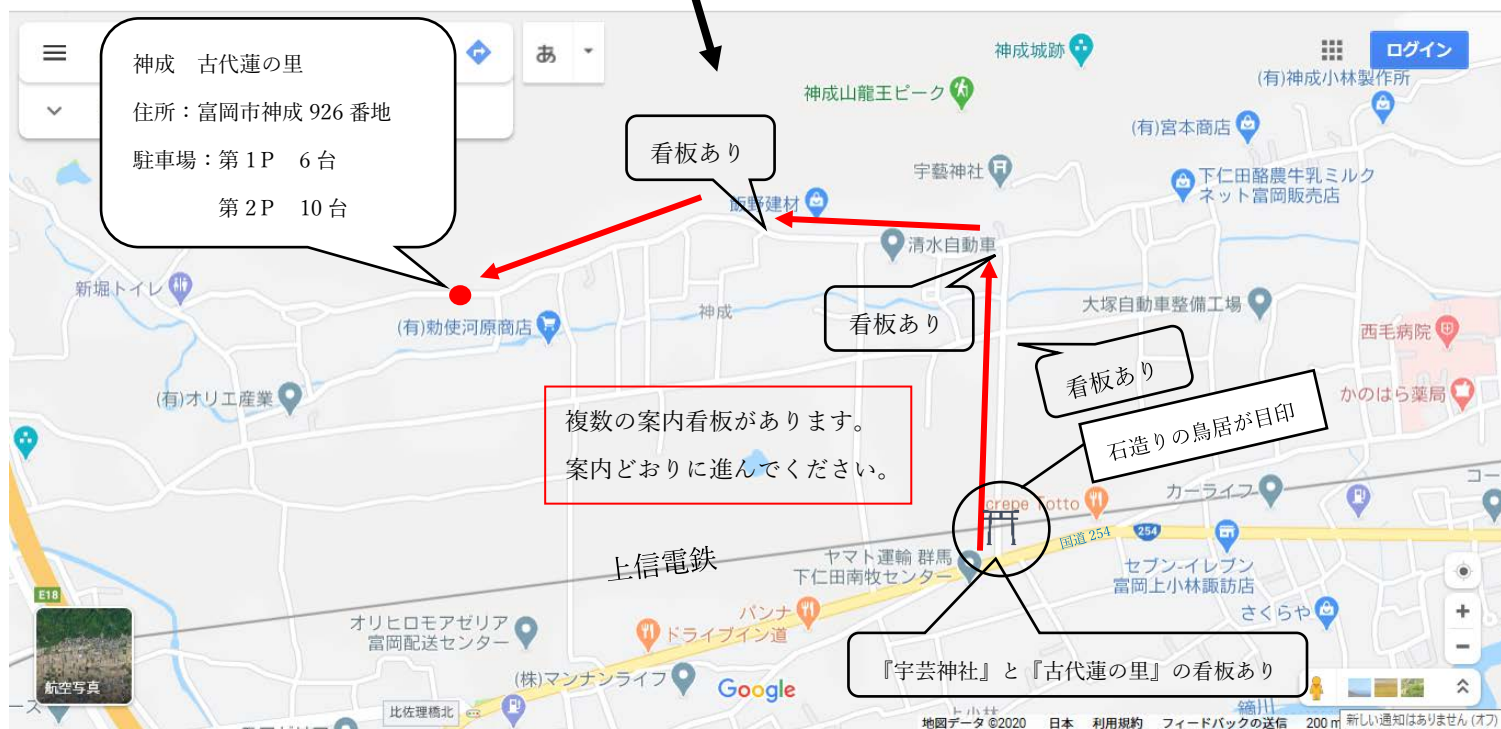 神成　古代蓮の里
住所：富岡市神成 926 番地
駐車場：第 1P　6 台
第 2P　10 台
あ
神成城跡
ログイン
(有)神成小林製作所
神成山龍王ピーク
(有)宮本商店
看板あり
宇藝神社
下仁田酪農牛乳ミルク
ネット富岡販売店
飯野建材
清水自動車
新堀トイレ
神成
大塚自動車整備工場
(有)勅使河原商店
看板あり
西毛病院
看板あり
(有)オリエ産業
かのはら薬局
複数の案内看板があります。
案内どおりに進んでください。
石造りの鳥居が目印
カーライフ
コー
crepe Totto
国道 254
254
上信電鉄
ヤマト運輸 群馬
下仁田南牧センター
セブン-イレブン
富岡上小林諏訪店
E18
さくらや
バンナ
オリヒロモアゼリア
富岡配送センター
ドライブイン道
『宇芸神社』と『古代蓮の里』の看板あり
(株)マンナンライフ
Google
航空写真
比佐理橋北
ース
上小林
鏑川
地図データ ©2020
日本
利用規約
フィードバックの送信
200 m
新しい通知はありません (オフ)